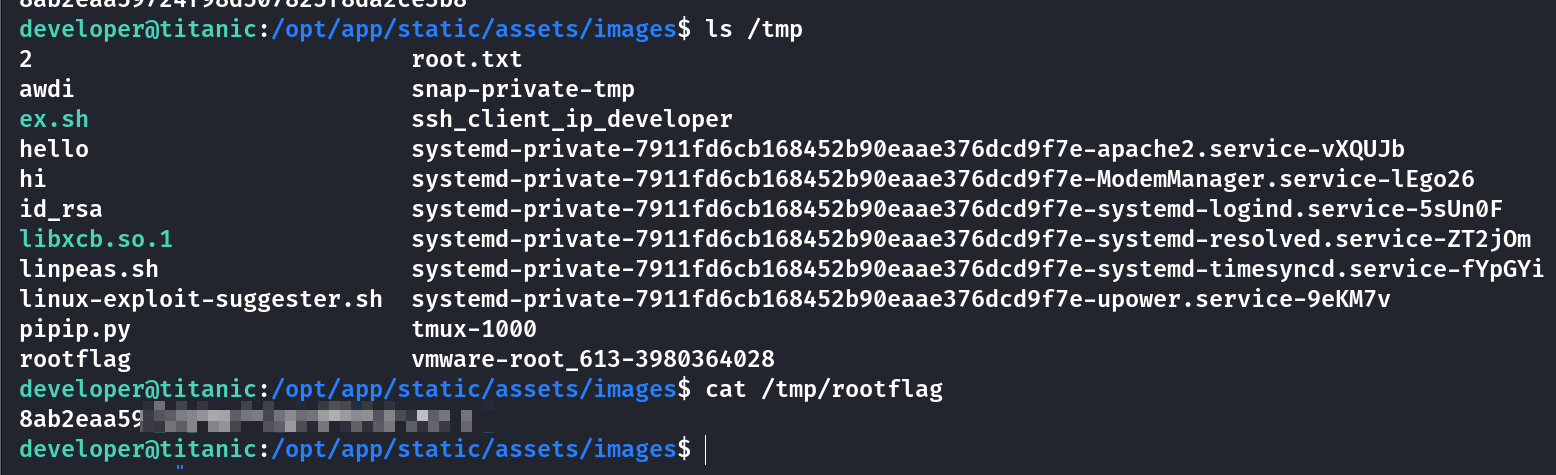 developer@titanic:/opt/app/static/assets/images$ ls /tmp
2                         root.txt
awdi                      snap-private-tmp
ex.sh                     ssh_client_ip_developer
hello                     systemd-private-7911fd6cb168452b90eaae376dcd9f7e-apache2.service-vXQUJb
hi                        systemd-private-7911fd6cb168452b90eaae376dcd9f7e-ModemManager.service-lEgo26
id_rsa                    systemd-private-7911fd6cb168452b90eaae376dcd9f7e-systemd-logind.service-5sUn0F
libxcb.so.1               systemd-private-7911fd6cb168452b90eaae376dcd9f7e-systemd-resolved.service-ZT2jOm
linpeas.sh                systemd-private-7911fd6cb168452b90eaae376dcd9f7e-systemd-timesyncd.service-fYpGYi
linux-exploit-suggester.sh  systemd-private-7911fd6cb168452b90eaae376dcd9f7e-upower.service-9eKM7v
pipip.py                  tmux-1000
rootflag                  vmware-root_613-3980364028
developer@titanic:/opt/app/static/assets/images$ cat /tmp/rootflag
8ab2eaa59
developer@titanic:/opt/app/static/assets/images$